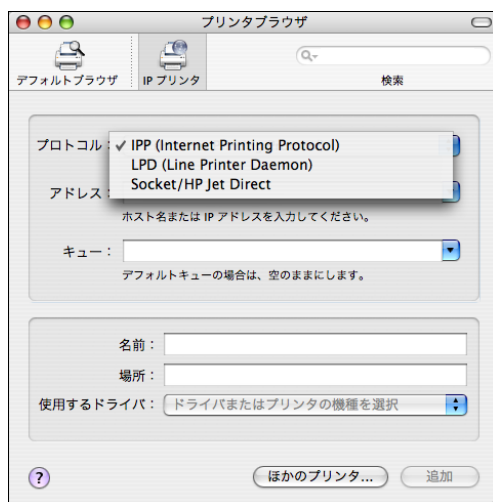 プリンタブラウザ
デフォルトブラウザ
IP プリンタ
検索
プロトコル：
✓ IPP (Internet Printing Protocol)
LPD (Line Printer Daemon)
Socket/HP Jet Direct
アドレス：
ホスト名または IP アドレスを入力してください。
キュー：
デフォルトキューの場合は、空のままにします。
名前：
場所：
使用するドライバ： ドライバまたはプリンタの機種を選択
? ほかのプリンタ... 追加